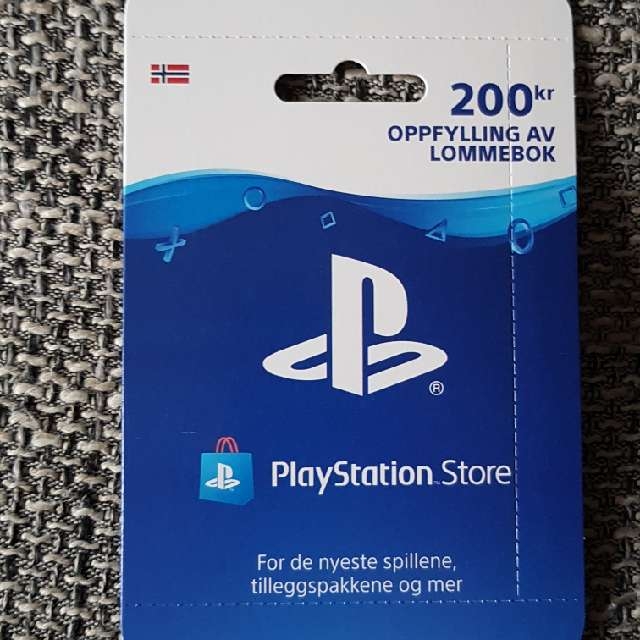 200kr
OPPFYLLING AV
LOMMEBOK
®
PlayStation Store
For de nyeste spillene,
tilleggspakkene og mer